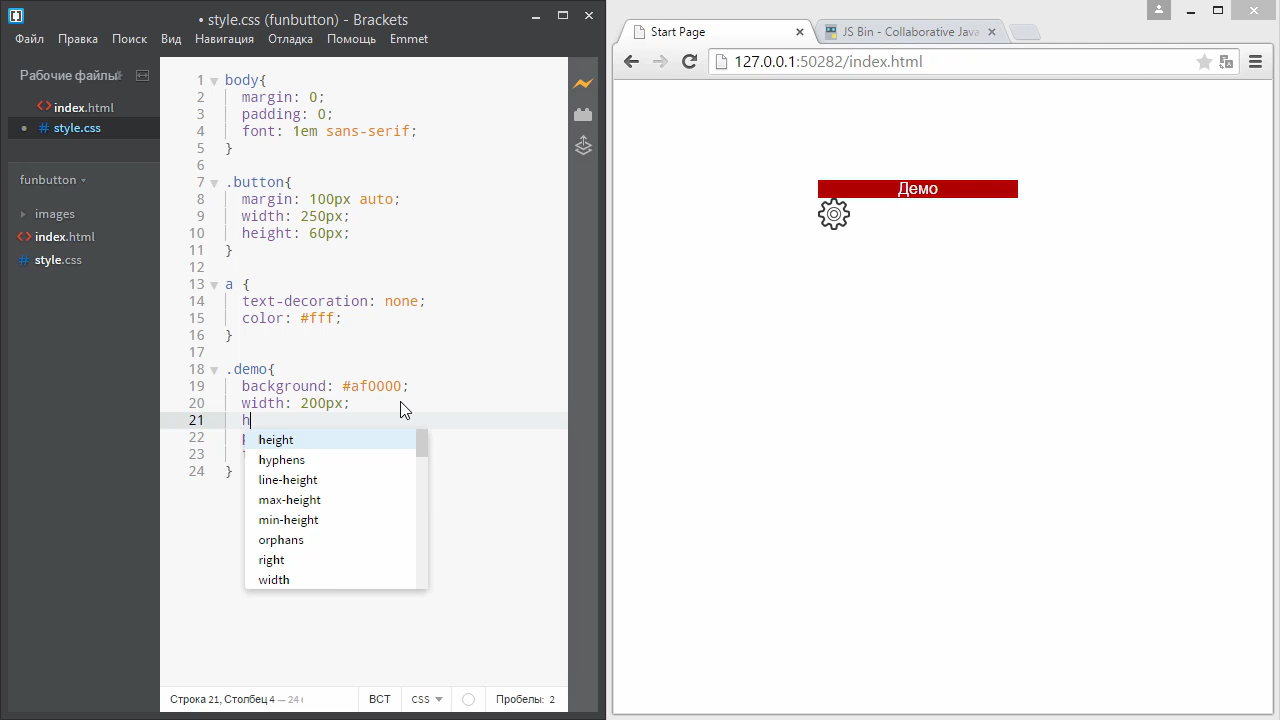 • style.css (funbutton) - Brackets
Файл Правка Поиск Вид Навигация Отладка Помощь Emmet
Рабочие файлы
index.html
• # style.css
funbutton
images
index.html
# style.css
1 body{
2 margin: 0;
3 padding: 0;
4 font: 1em sans-serif;
5 }
6
7 .button{
8 margin: 100px auto;
9 width: 250px;
10 height: 60px;
11 }
12
13 a {
14 text-decoration: none;
15 color: #fff;
16 }
17
18 .demo{
19 background: #af0000;
20 width: 200px;
21 h
22
23
24 }
height
hyphens
line-height
max-height
min-height
orphans
right
width
Строка 21, Столбец 4 — 24 ВСТ CSS Пробелы: 2
Start Page JS Bin - Collaborative Java
127.0.0.1:50282/index.html
Демо